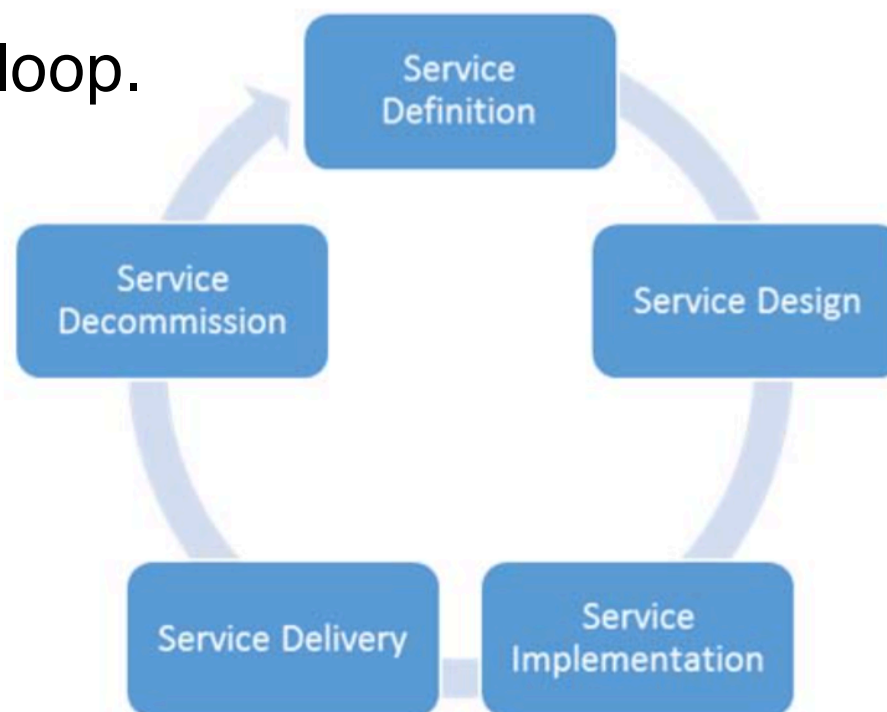 loop.
Service
Definition
Service Design
Service
Implementation
Service Delivery
Service
Decommission